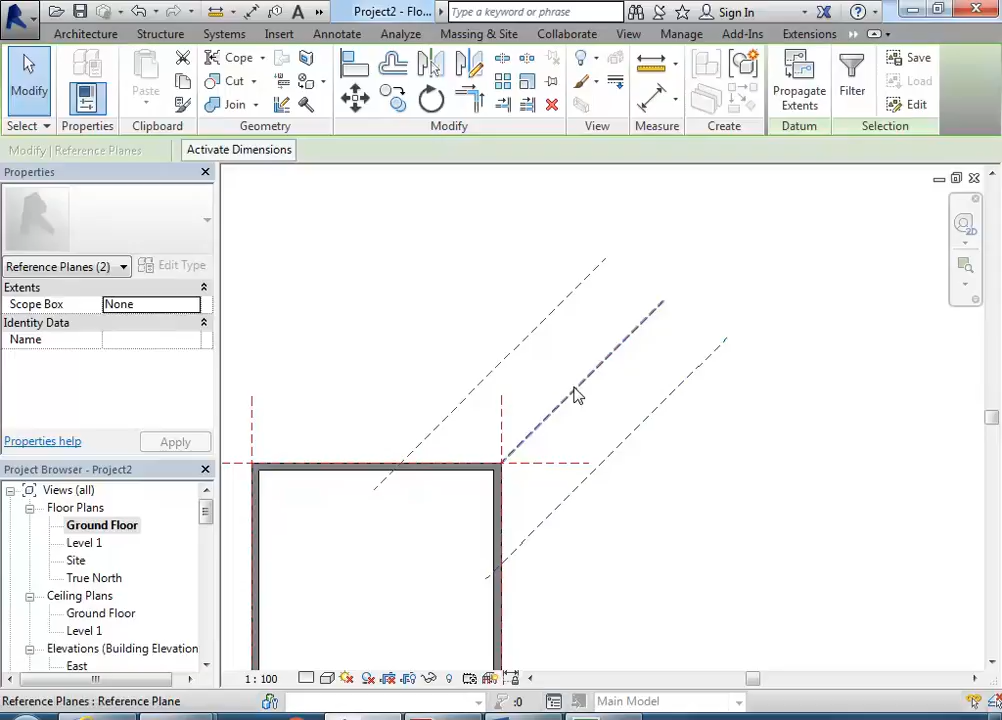 Project2 - Flo... Type a keyword or phrase Sign In
Architecture Structure Systems Insert Annotate Analyze Massing & Site Collaborate View Manage Add-Ins Extensions
Modify Paste Cope Cut Join Propagate Extents Filter Save Load Edit
Select Properties Clipboard Geometry Modify View Measure Create Datum Selection
Modify | Reference Planes Activate Dimensions
Properties
Reference Planes (2) Edit Type
Extents
Scope Box None
Identity Data
Name
Properties help Apply
Project Browser - Project2
Views (all)
Floor Plans
Ground Floor
Level 1
Site
True North
Ceiling Plans
Ground Floor
Level 1
Elevations (Building Elevation
East
1 : 100
Reference Planes : Reference Plane :0 Main Model
2D